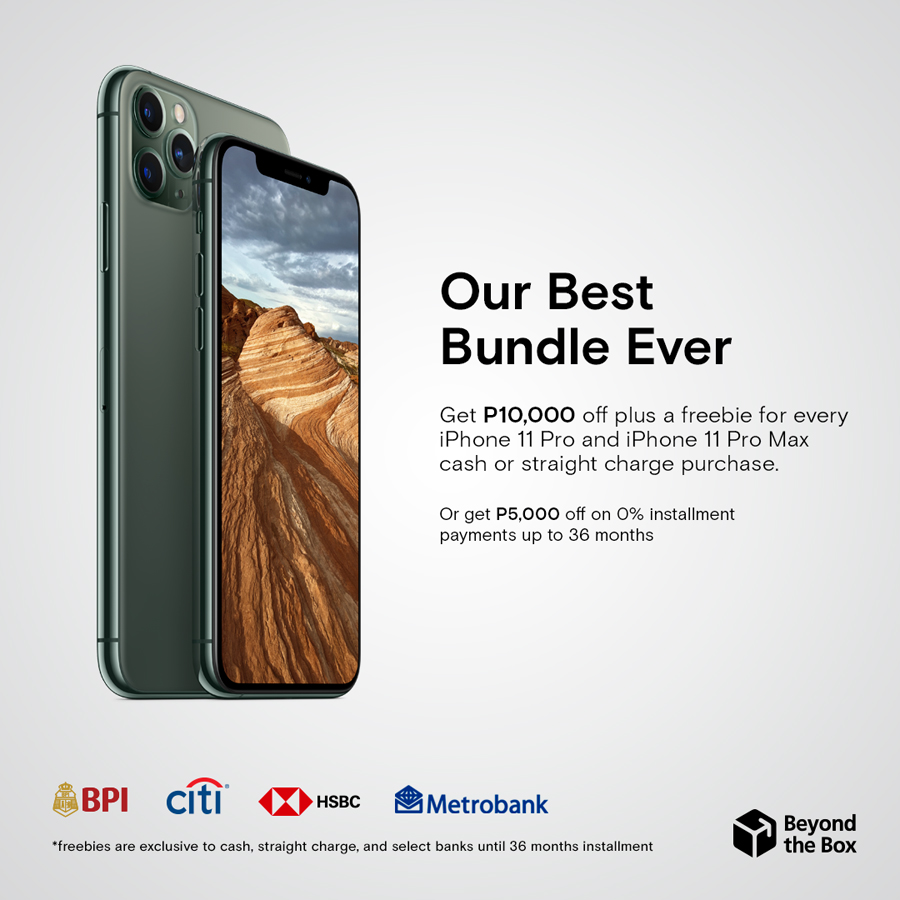 Our Best
Bundle Ever
Get P10,000 off plus a freebie for every
iPhone 11 Pro and iPhone 11 Pro Max
cash or straight charge purchase.
Or get P5,000 off on 0% installment
payments up to 36 months
BPI
citi®
HSBC
Metrobank
*freebies are exclusive to cash, straight charge, and select banks until 36 months installment
Beyond
the Box